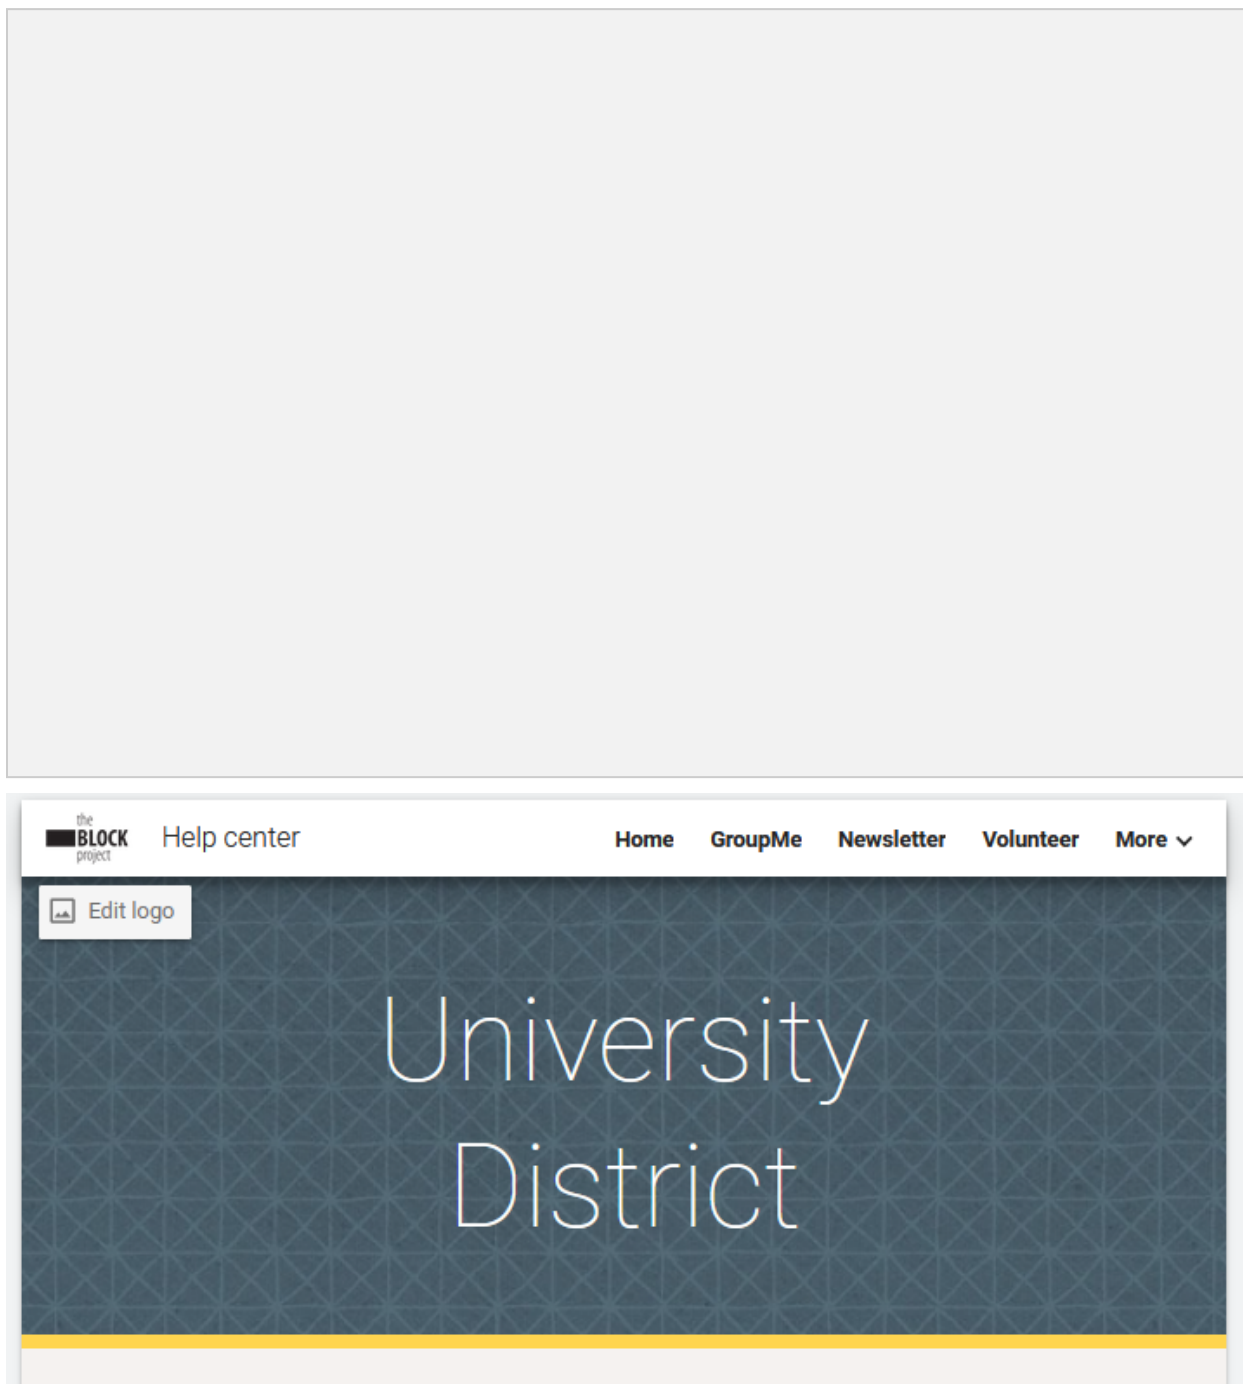 the
BLOCK
project
Help center
Home GroupMe Newsletter Volunteer More
Edit logo
University
District